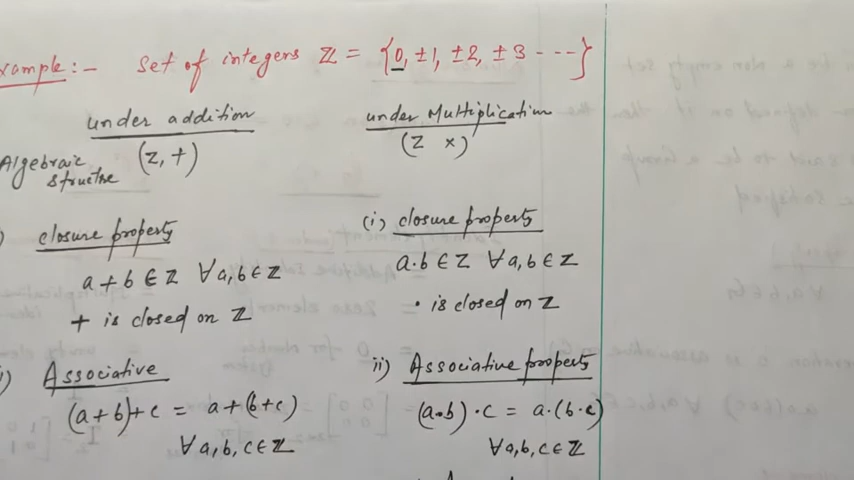 xample:- Set of integers Z = {0, ±1, ±2, ±3 ----}
under addition
(Z, +)
Algebraic
Structre
) closure property
a + b ∈ Z ∀ a, b ∈ Z
+ is closed on Z
i) Associative
(a+b)+c = a+(b+c)
∀ a, b, c ∈ Z
under Multiplication
(Z ×)
(i) closure property
a·b ∈ Z ∀ a, b ∈ Z
· is closed on Z
ii) Associative property
(a·b)·c = a·(b·c)
∀ a, b, c ∈ Z